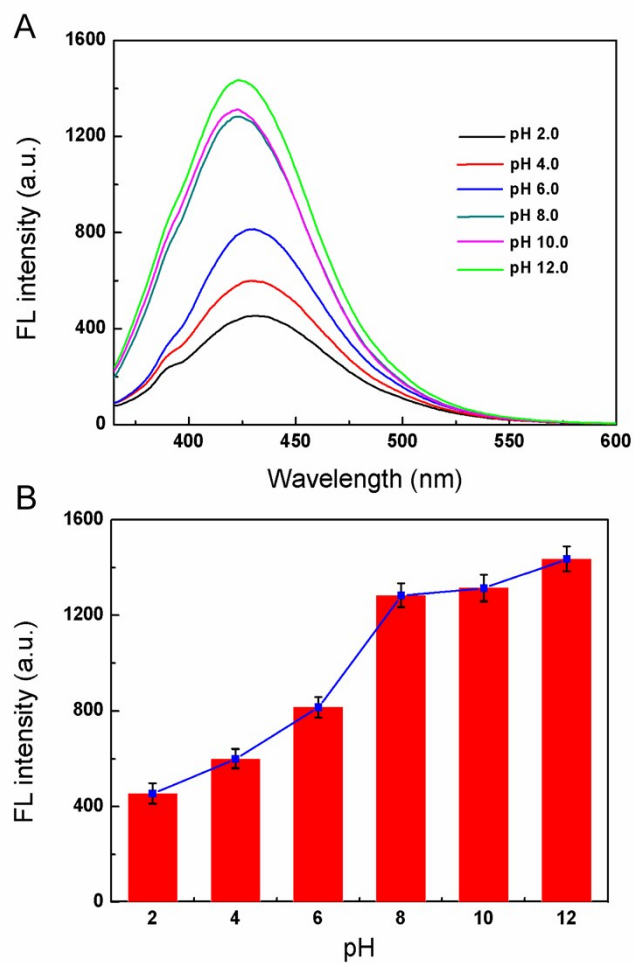 A
1600
1200
800
400
0
FL intensity (a.u.)
pH 2.0
pH 4.0
pH 6.0
pH 8.0
pH 10.0
pH 12.0
400 450 500 550 600
Wavelength (nm)
B
1600
1200
800
400
0
FL intensity (a.u.)
2 4 6 8 10 12
pH